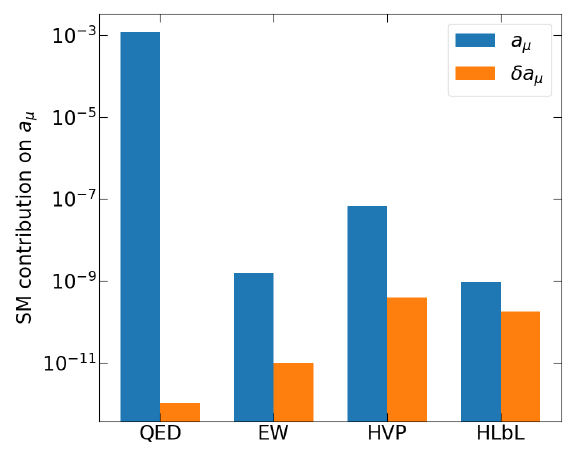 SM contribution on aμ
10⁻³
10⁻⁵
10⁻⁷
10⁻⁹
10⁻¹¹
aμ
δaμ
QED EW HVP HLbL